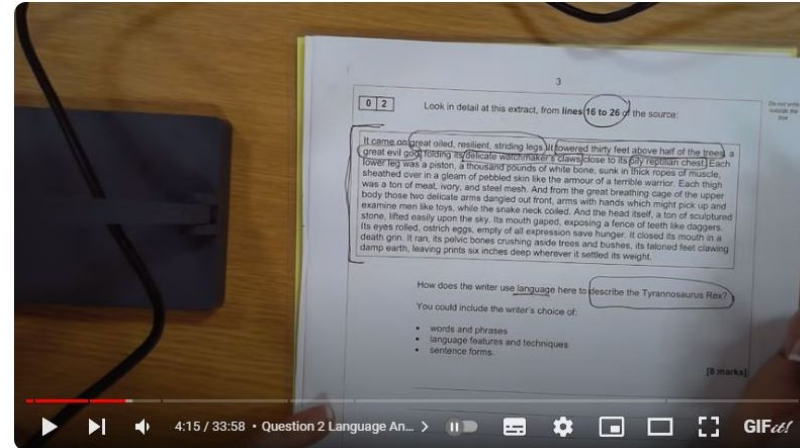 3
0 2 Look in detail at this extract, from lines 16 to 26 of the source:
Do not write
outside the
box
It came on great oiled, resilient, striding legs. It towered thirty feet above half of the trees, a
great evil god, folding its delicate watchmaker's claws close to its oily reptilian chest. Each
lower leg was a piston, a thousand pounds of white bone, sunk in thick ropes of muscle,
sheathed over in a gleam of pebbled skin like the armour of a terrible warrior. Each thigh
was a ton of meat, ivory, and steel mesh. And from the great breathing cage of the upper
body those two delicate arms dangled out front, arms with hands which might pick up and
examine men like toys, while the snake neck coiled. And the head itself, a ton of sculptured
stone, lifted easily upon the sky. Its mouth gaped, exposing a fence of teeth like daggers.
Its eyes rolled, ostrich eggs, empty of all expression save hunger. It closed its mouth in a
death grin. It ran, its pelvic bones crushing aside trees and bushes, its taloned feet clawing
damp earth, leaving prints six inches deep wherever it settled its weight.
How does the writer use language here to describe the Tyrannosaurus Rex?
You could include the writer's choice of:
• words and phrases
• language features and techniques
• sentence forms.
[8 marks]
4:15 / 33:58 • Question 2 Language An... GIFit!